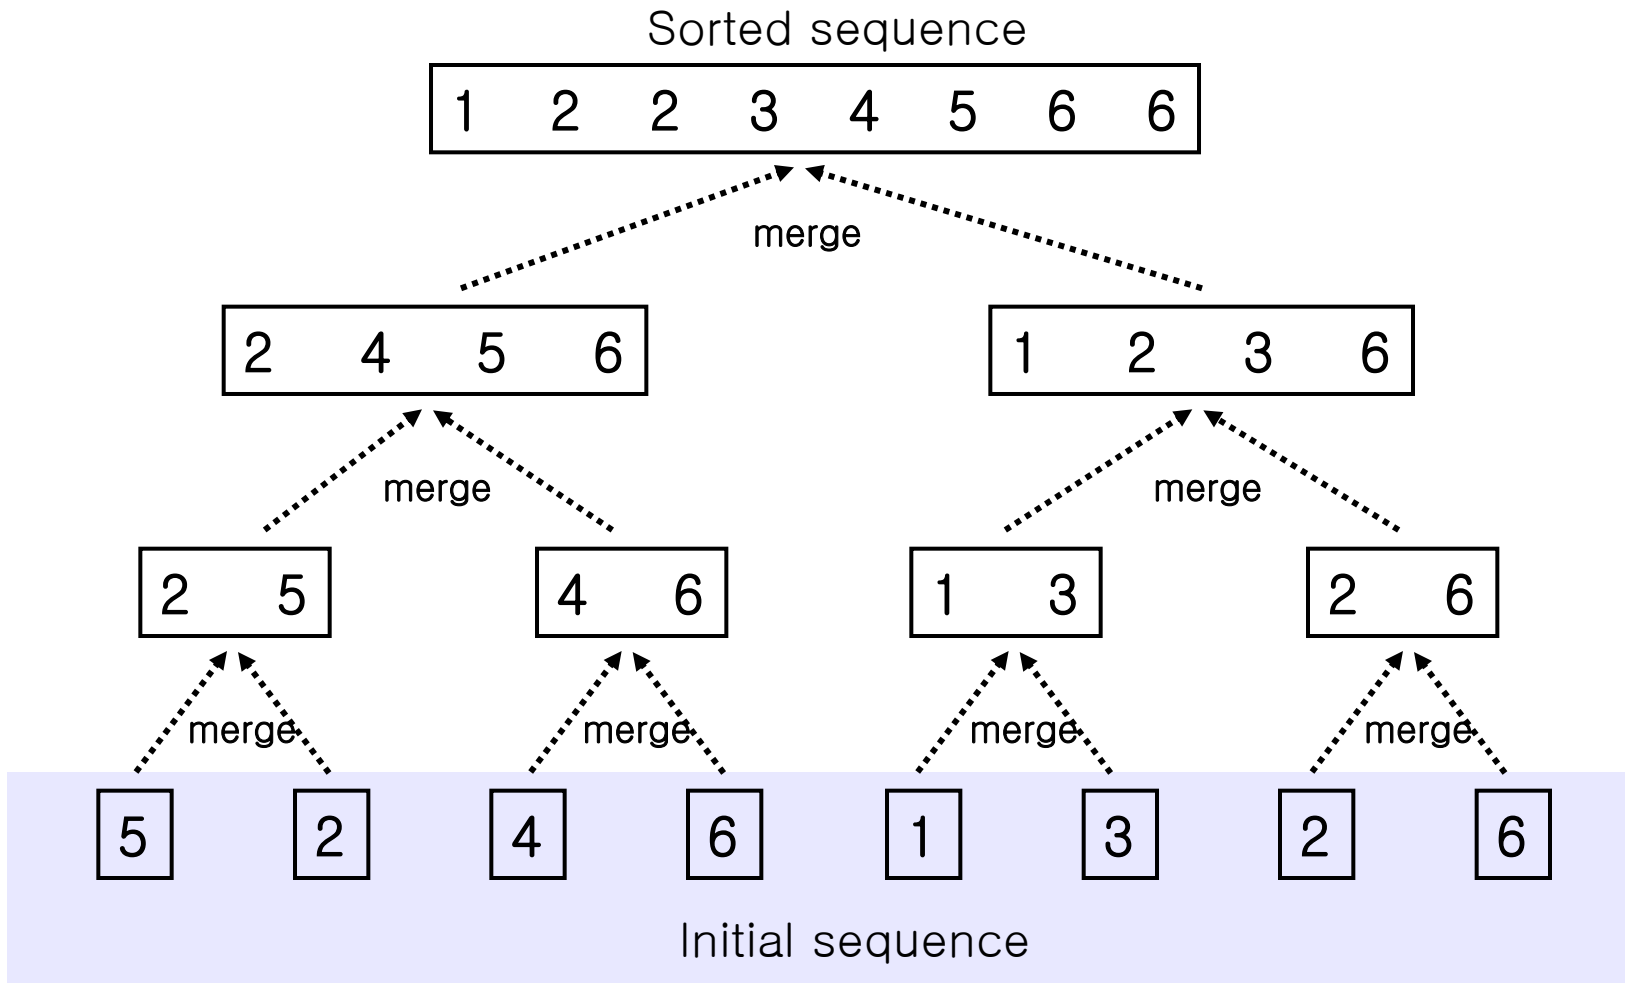 Sorted sequence
1 2 2 3 4 5 6 6
merge
2 4 5 6
1 2 3 6
merge
merge
2 5
4 6
1 3
2 6
merge
merge
merge
merge
5
2
4
6
1
3
2
6
Initial sequence